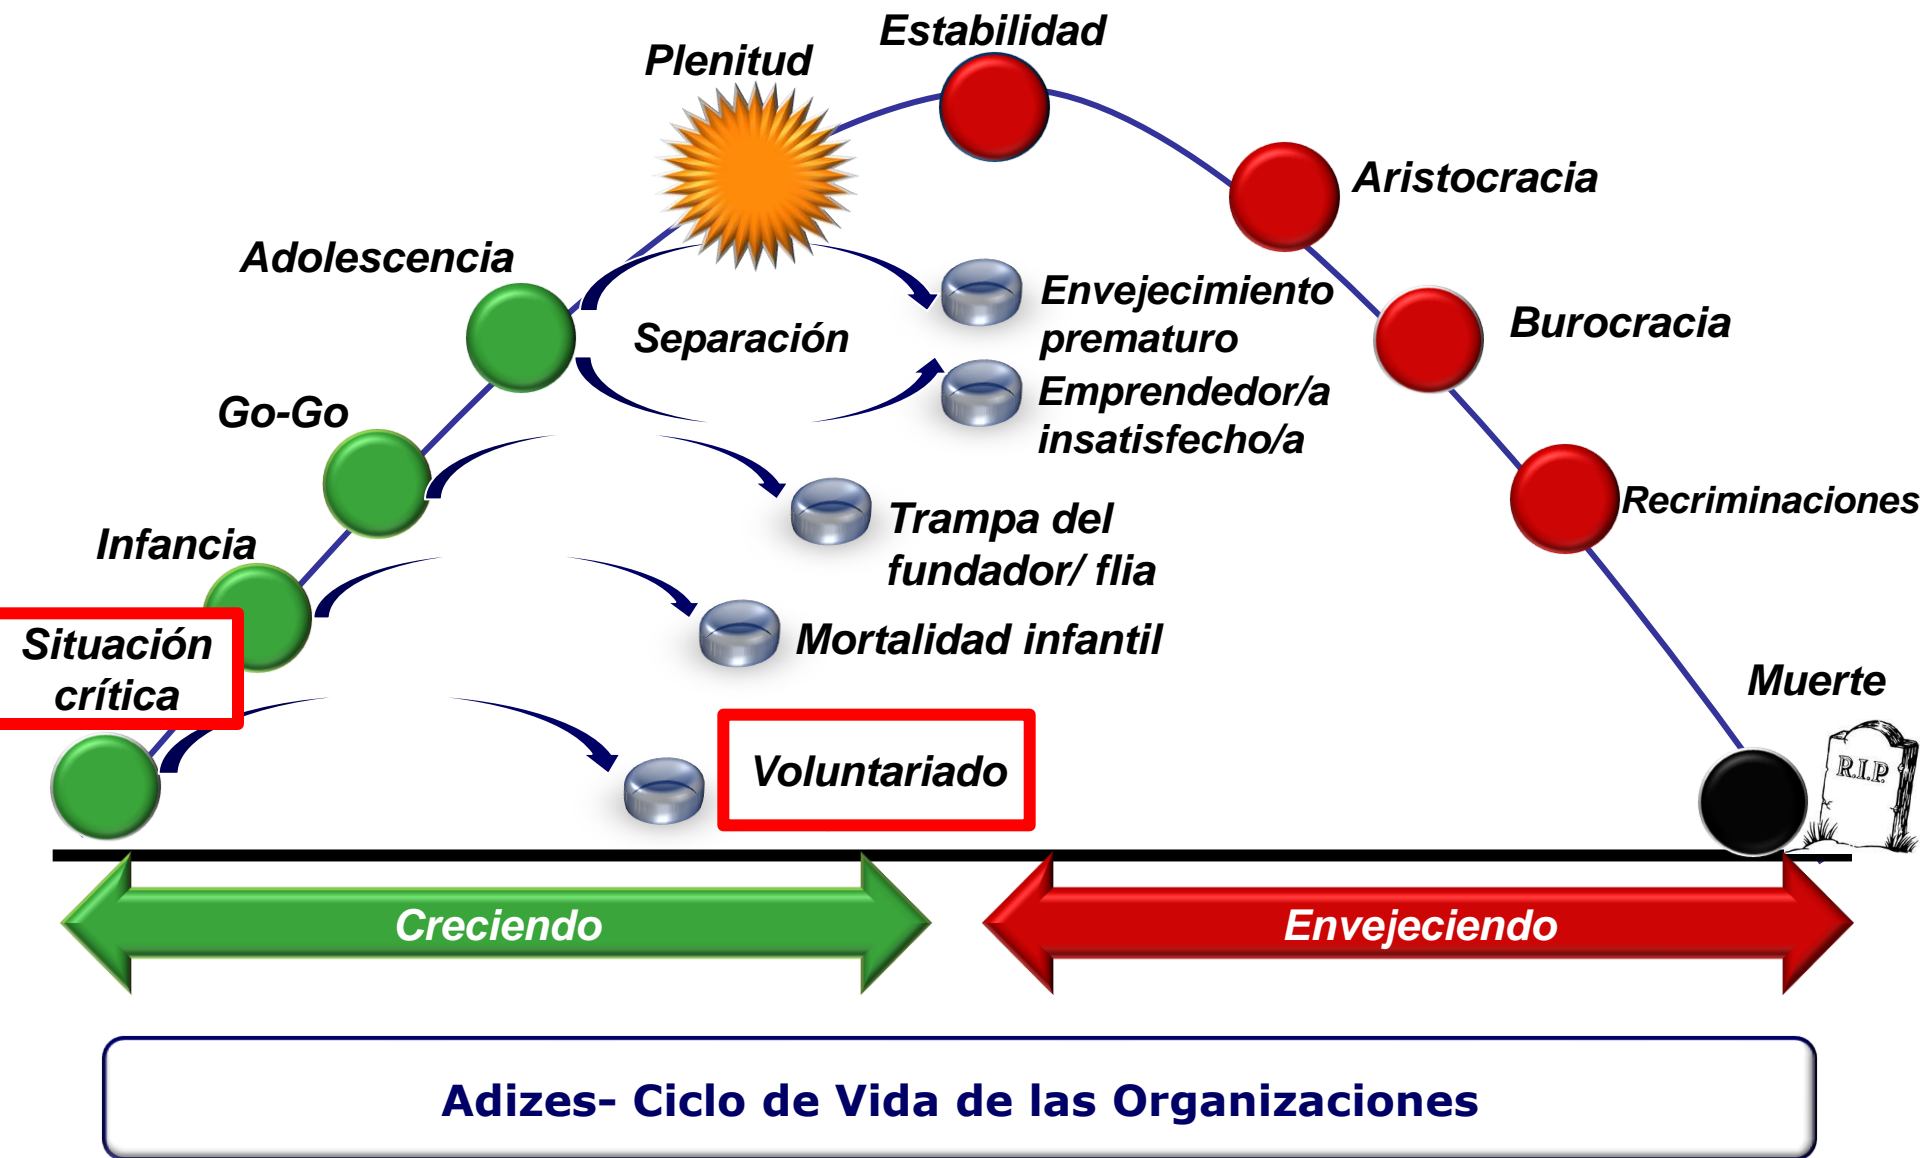 Estabilidad
Plenitud
Aristocracia
Adolescencia
Envejecimiento
prematuro
Separación
Burocracia
Emprendedor/a
insatisfecho/a
Go-Go
Recriminaciones
Trampa del
fundador/ flia
Infancia
Mortalidad infantil
Situación
crítica
Muerte
R.I.P.
Voluntariado
Creciendo
Envejeciendo
Adizes- Ciclo de Vida de las Organizaciones